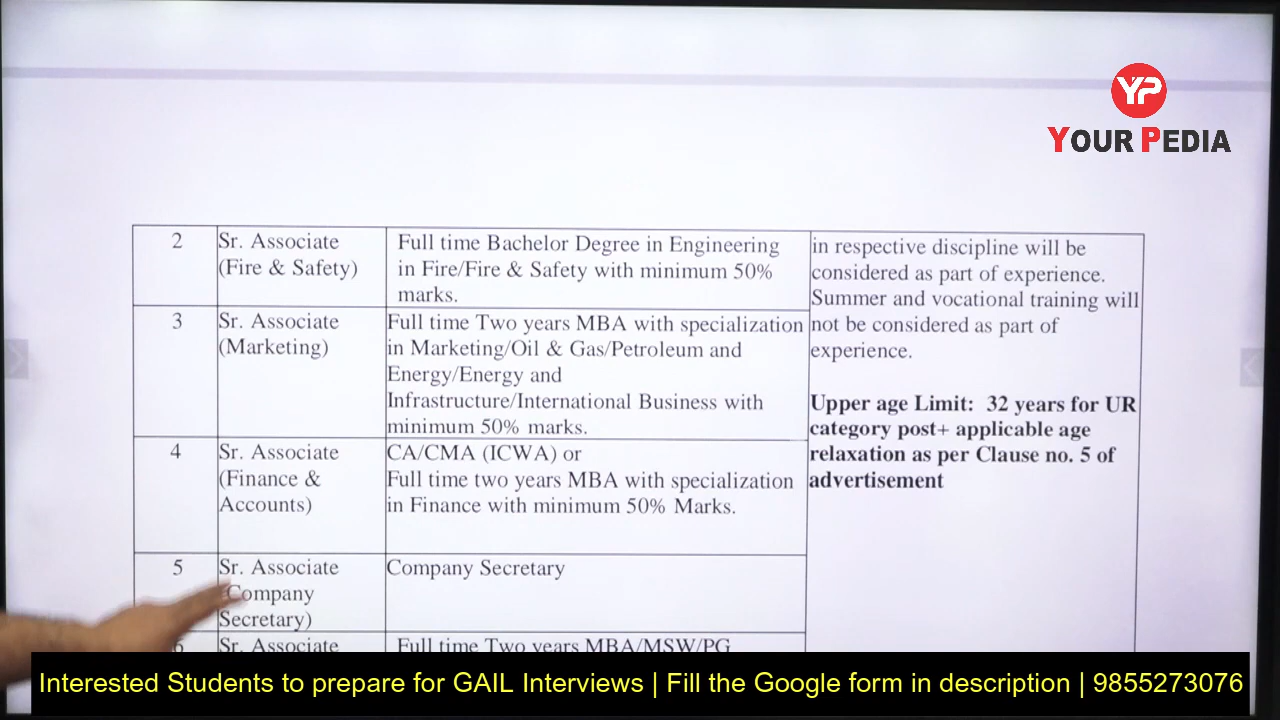 YP
YOUR PEDIA
2
Sr. Associate
(Fire & Safety)
Full time Bachelor Degree in Engineering
in Fire/Fire & Safety with minimum 50%
marks.
in respective discipline will be
considered as part of experience.
Summer and vocational training will
not be considered as part of
experience.
Upper age Limit: 32 years for UR
category post+ applicable age
relaxation as per Clause no. 5 of
advertisement
3
Sr. Associate
(Marketing)
Full time Two years MBA with specialization
in Marketing/Oil & Gas/Petroleum and
Energy/Energy and
Infrastructure/International Business with
minimum 50% marks.
4
Sr. Associate
(Finance &
Accounts)
CA/CMA (ICWA) or
Full time two years MBA with specialization
in Finance with minimum 50% Marks.
5
Sr. Associate
Company
Secretary)
Company Secretary
6
Sr. Associate
Full time Two years MBA/MSW/PG
Interested Students to prepare for GAIL Interviews | Fill the Google form in description | 9855273076